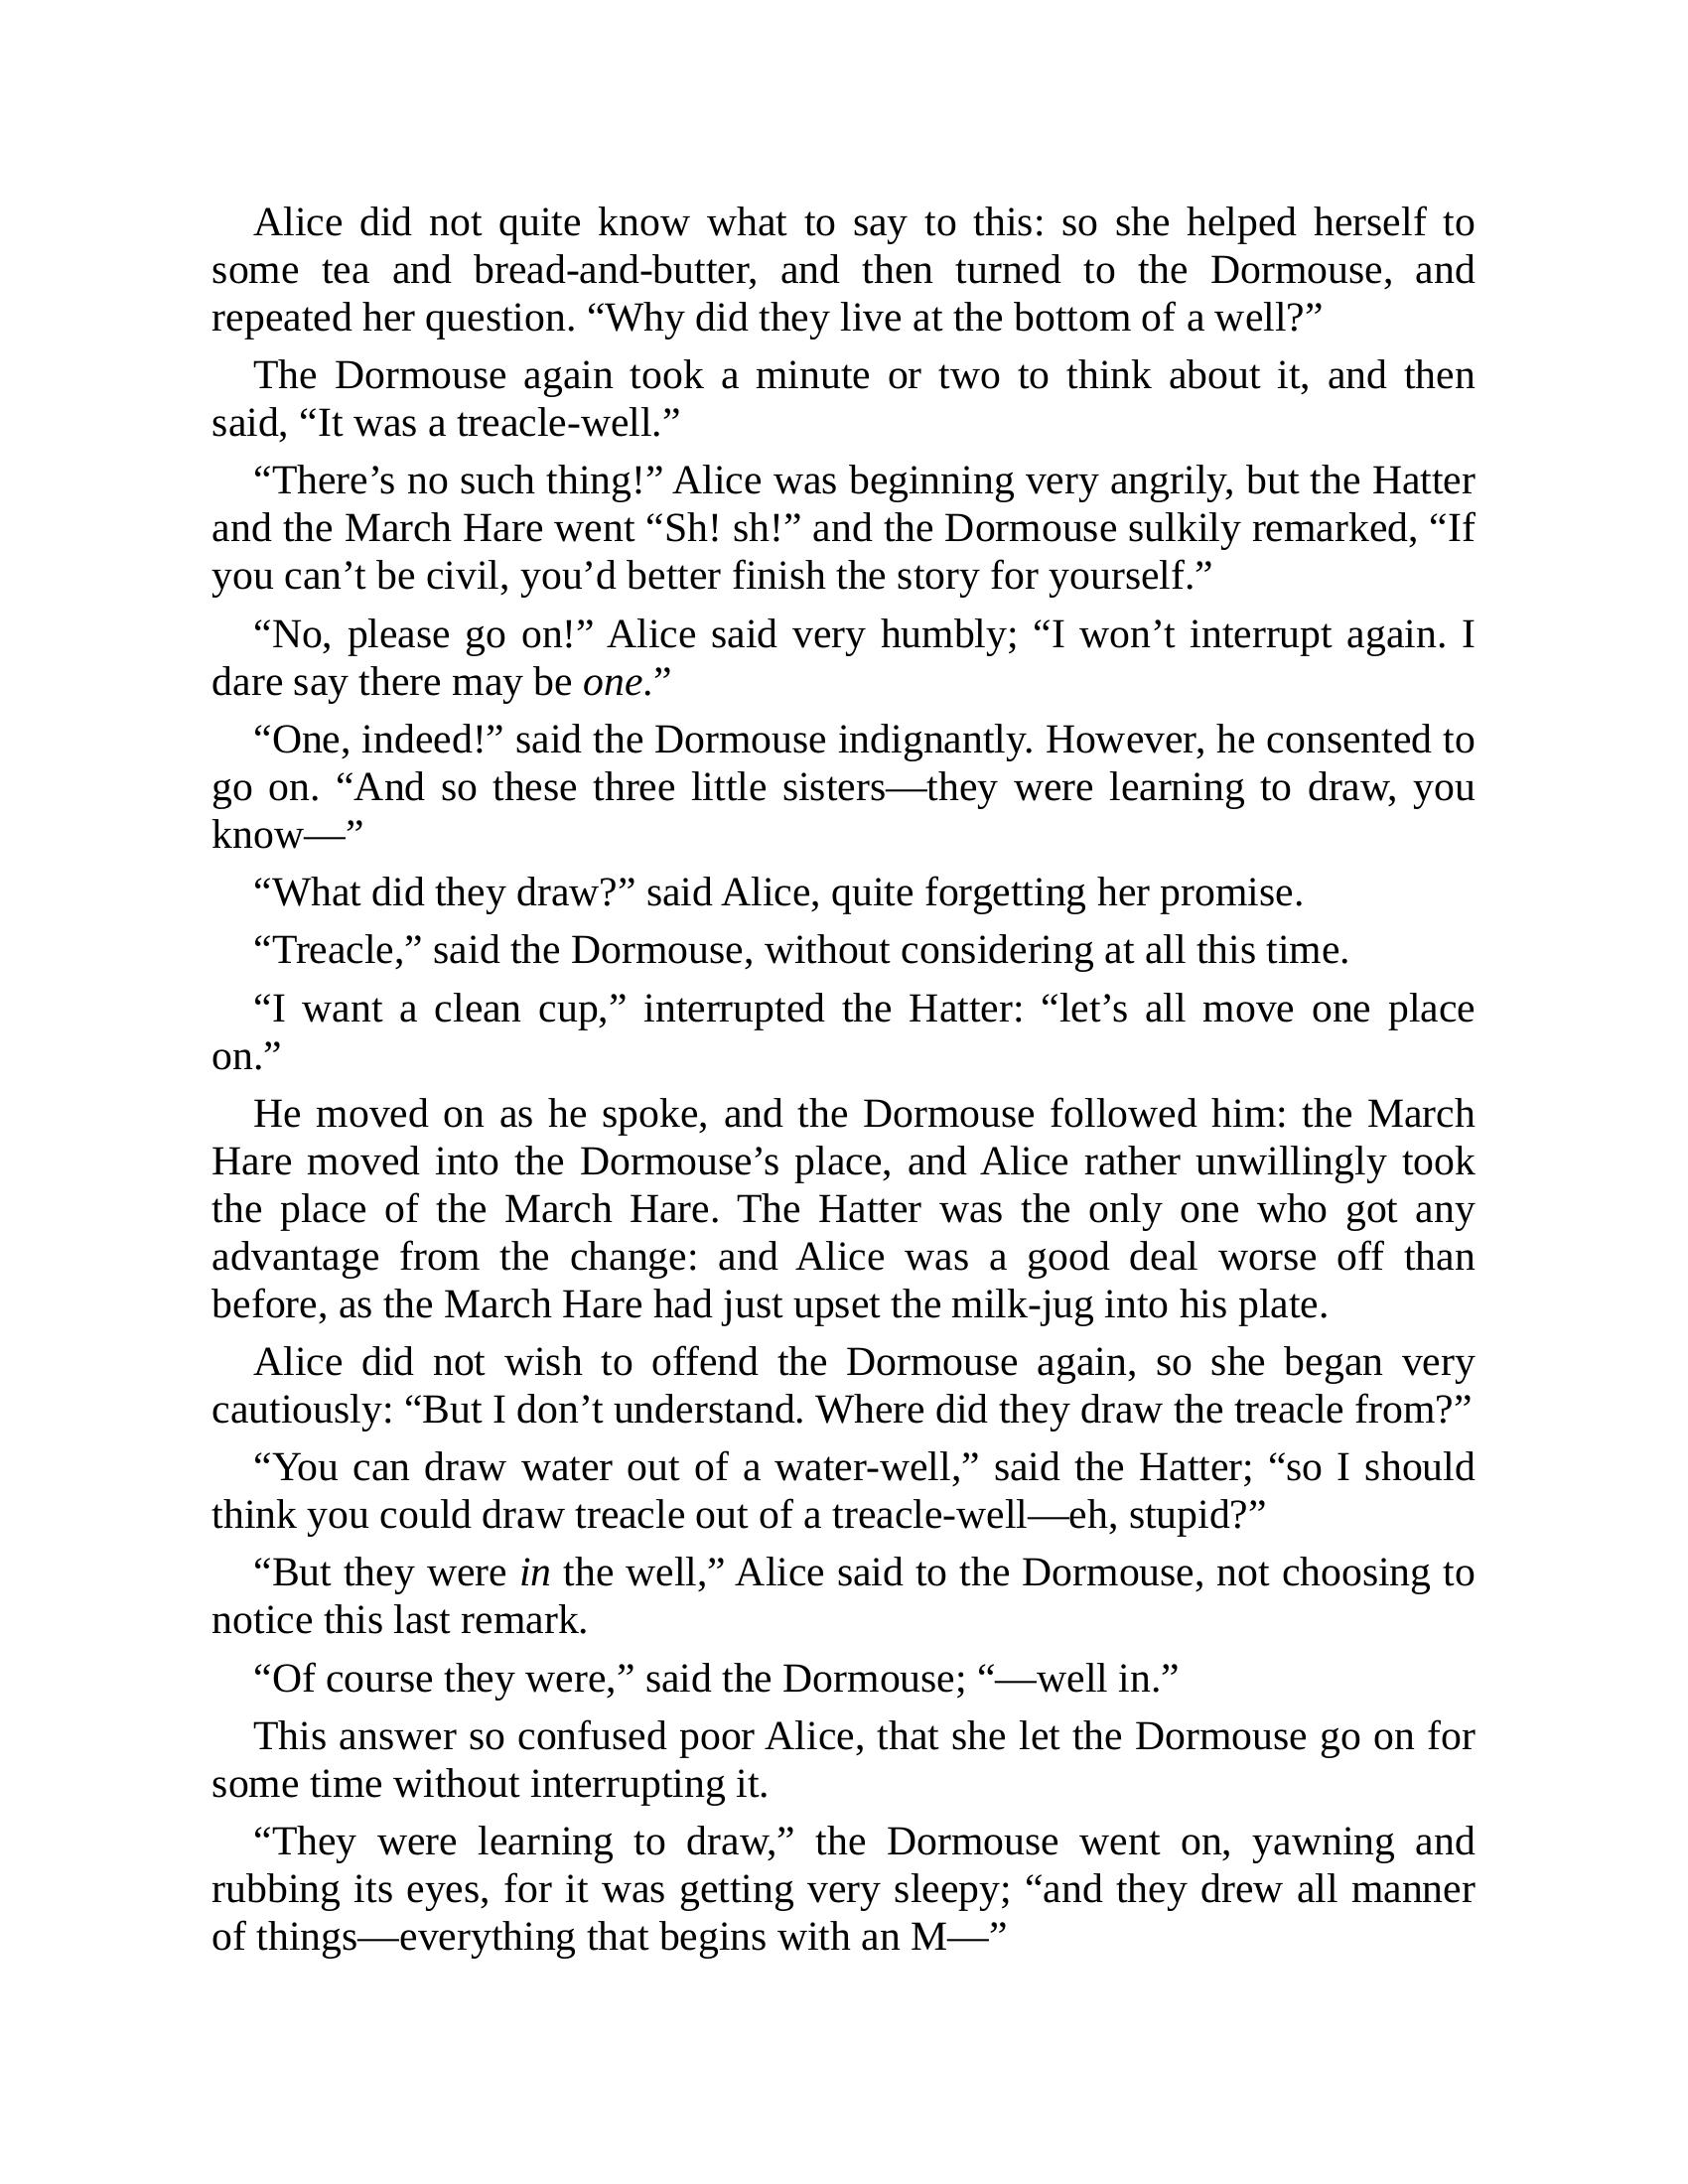 Alice did not quite know what to say to this: so she helped herself to
some tea and bread-and-butter, and then turned to the Dormouse, and
repeated her question. “Why did they live at the bottom of a well?”
The Dormouse again took a minute or two to think about it, and then
said, “It was a treacle-well.”
“There’s no such thing!” Alice was beginning very angrily, but the Hatter
and the March Hare went “Sh! sh!” and the Dormouse sulkily remarked, “If
you can’t be civil, you’d better finish the story for yourself.”
“No, please go on!” Alice said very humbly; “I won’t interrupt again. I
dare say there may be one.”
“One, indeed!” said the Dormouse indignantly. However, he consented to
go on. “And so these three little sisters—they were learning to draw, you
know—”
“What did they draw?” said Alice, quite forgetting her promise.
“Treacle,” said the Dormouse, without considering at all this time.
“I want a clean cup,” interrupted the Hatter: “let’s all move one place
on.”
He moved on as he spoke, and the Dormouse followed him: the March
Hare moved into the Dormouse’s place, and Alice rather unwillingly took
the place of the March Hare. The Hatter was the only one who got any
advantage from the change: and Alice was a good deal worse off than
before, as the March Hare had just upset the milk-jug into his plate.
Alice did not wish to offend the Dormouse again, so she began very
cautiously: “But I don’t understand. Where did they draw the treacle from?”
“You can draw water out of a water-well,” said the Hatter; “so I should
think you could draw treacle out of a treacle-well—eh, stupid?”
“But they were in the well,” Alice said to the Dormouse, not choosing to
notice this last remark.
“Of course they were,” said the Dormouse; “—well in.”
This answer so confused poor Alice, that she let the Dormouse go on for
some time without interrupting it.
“They were learning to draw,” the Dormouse went on, yawning and
rubbing its eyes, for it was getting very sleepy; “and they drew all manner
of things—everything that begins with an M—”